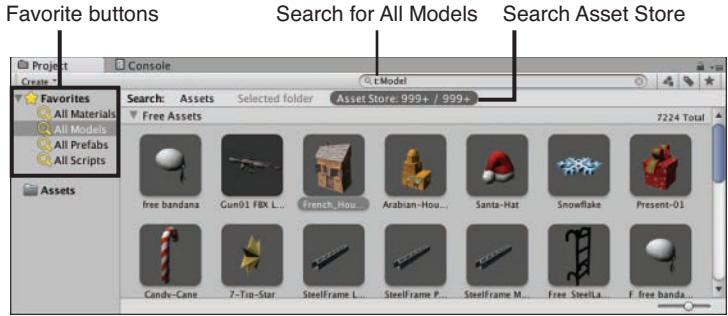 Favorite buttons
Search for All Models
Search Asset Store
Project
Console
Create
t:Model
Favorites
All Materials
All Models
All Prefabs
All Scripts
Assets
Search: Assets Selected folder Asset Store: 999+ / 999+
Free Assets
7224 Total
free bandana
Gun01 FBX L...
French_Hou...
Arabian-Hou...
Santa-Hat
Snowflake
Present-01
Candy-Cane
7-Tip-Star
SteelFrame L...
SteelFrame P...
SteelFrame M...
Free SteelLa...
F free banda...